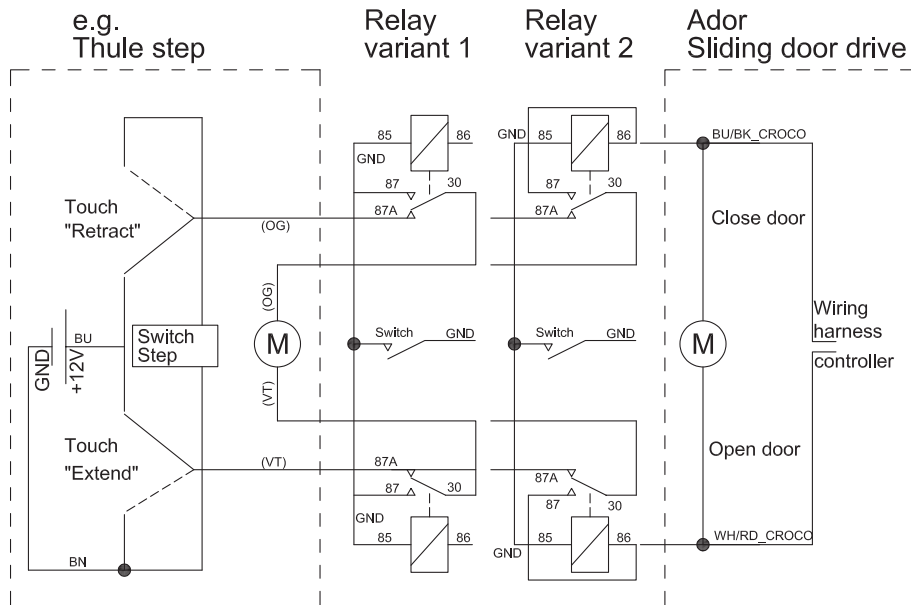 e.g.
Thule step
Relay
variant 1
Relay
variant 2
Ador
Sliding door drive
85
86
GND
87
30
87A
GND
85
86
87
30
87A
BU/BK_CROCO
Touch
"Retract"
(OG)
Close door
(OG)
GND
+12V
BU
Switch
Step
M
Switch
GND
Switch
GND
M
Wiring
harness
controller
(VT)
Touch
"Extend"
(VT)
87A
87
30
GND
85
86
87A
87
30
GND
85
86
Open door
WH/RD_CROCO
BN